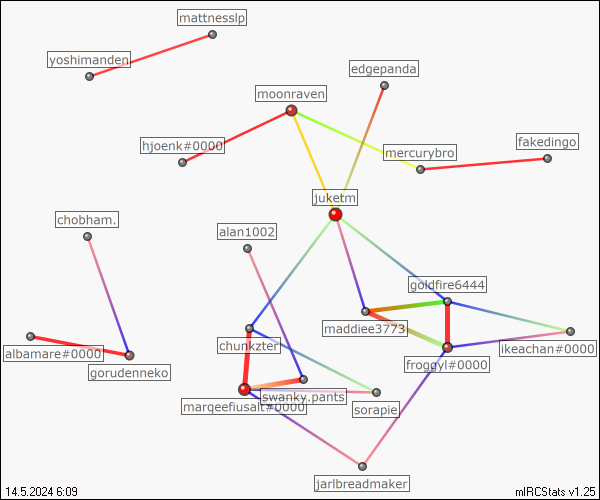 mattnesslp
yoshimanden
edgepanda
moonraven
hjoenk#0000
mercurybro
fakedingo
juketm
chobham.
alan1002
goldfire6444
maddiee3773
chunkzter
ikeachan#0000
albamare#0000
froggyl#0000
gorudenneko
swanky.pants
marqeefiusalt#0000
sorapie
jarlbreadmaker
14.5.2024 6:09
mIRCStats v1.25